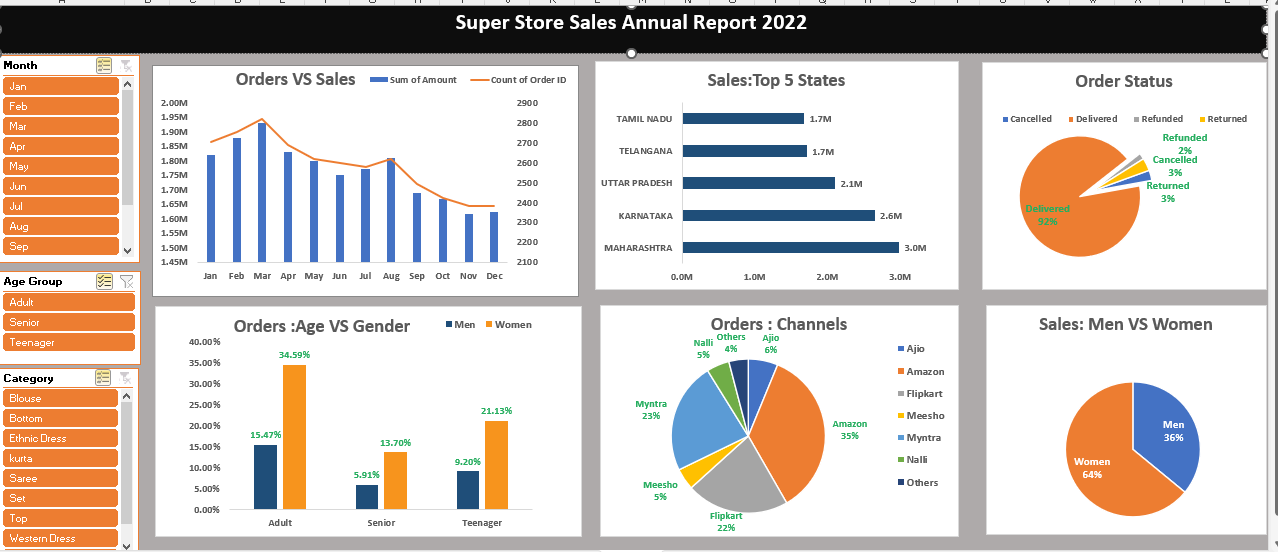 Super Store Sales Annual Report 2022
Month
Jan
Feb
Mar
Apr
May
Jun
Jul
Aug
Sep
Age Group
Adult
Senior
Teenager
Category
Blouse
Bottom
Ethnic Dress
kurta
Saree
Set
Top
Western Dress
Orders VS Sales
Sum of Amount
Count of Order ID
2.00M
1.95M
1.90M
1.85M
1.80M
1.75M
1.70M
1.65M
1.60M
1.55M
1.50M
1.45M
2900
2800
2700
2600
2500
2400
2300
2200
2100
Jan Feb Mar Apr May Jun Jul Aug Sep Oct Nov Dec
Sales:Top 5 States
TAMIL NADU 1.7M
TELANGANA 1.7M
UTTAR PRADESH 2.1M
KARNATAKA 2.6M
MAHARASHTRA 3.0M
0.0M 1.0M 2.0M 3.0M
Order Status
Cancelled Delivered Refunded Returned
Refunded
2%
Cancelled
3%
Returned
3%
Delivered
92%
Orders :Age VS Gender
Men Women
40.00%
35.00%
30.00%
25.00%
20.00%
15.00%
10.00%
5.00%
0.00%
15.47%
34.59%
5.91%
13.70%
9.20%
21.13%
Adult Senior Teenager
Orders : Channels
Ajio
6%
Amazon
35%
Flipkart
22%
Meesho
5%
Myntra
23%
Nalli
5%
Others
4%
Ajio
Amazon
Flipkart
Meesho
Myntra
Nalli
Others
Sales: Men VS Women
Men
36%
Women
64%